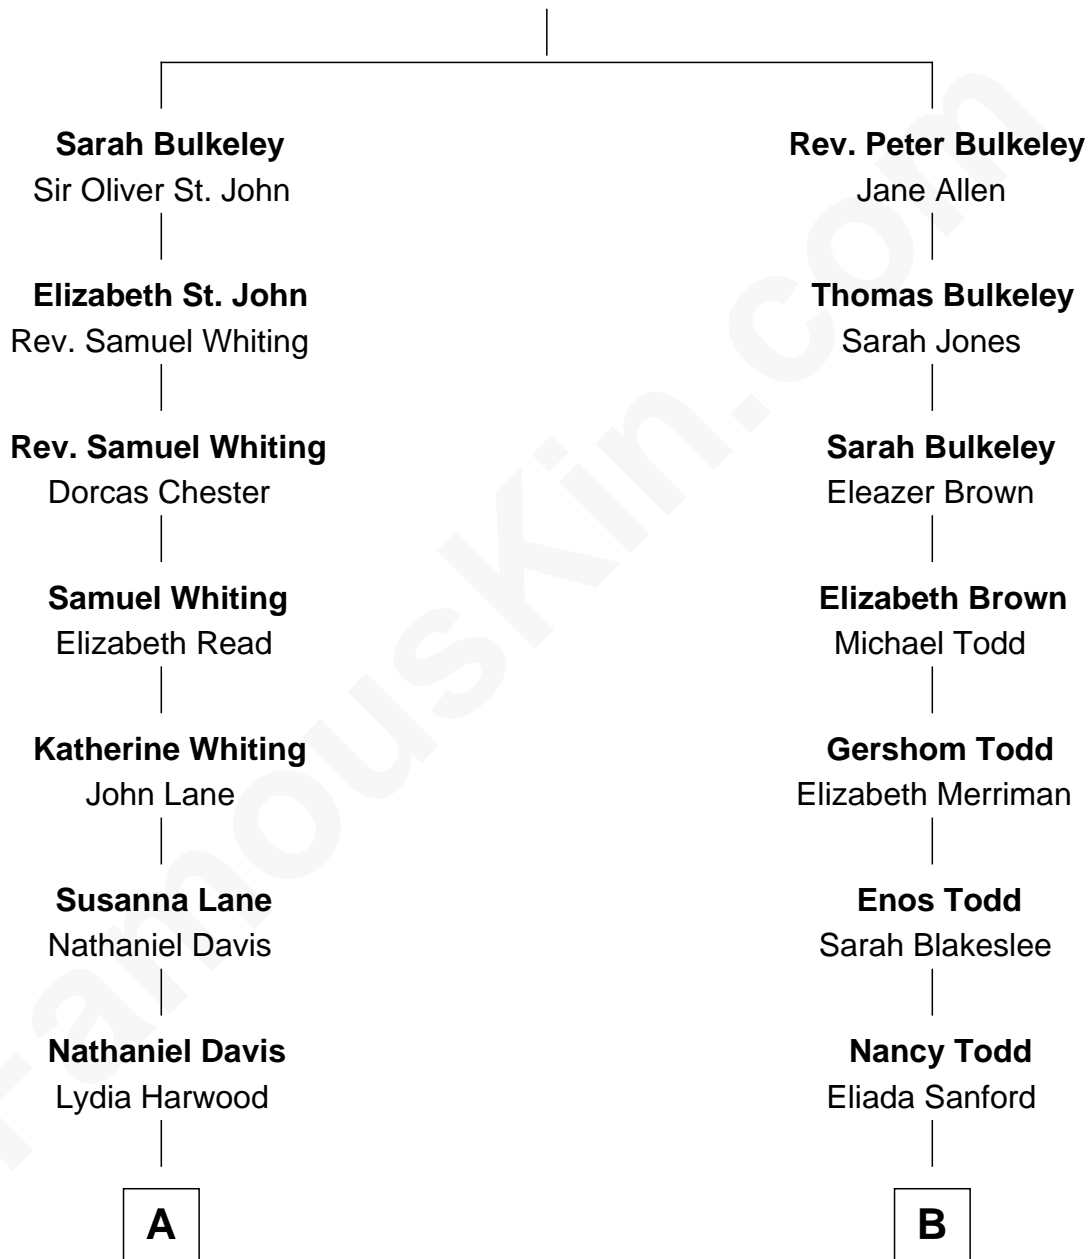 Sarah Bulkeley
Sir Oliver St. John
Elizabeth St. John
Rev. Samuel Whiting
Rev. Samuel Whiting
Dorcas Chester
Samuel Whiting
Elizabeth Read
Katherine Whiting
John Lane
Susanna Lane
Nathaniel Davis
Nathaniel Davis
Lydia Harwood
A
Rev. Peter Bulkeley
Jane Allen
Thomas Bulkeley
Sarah Jones
Sarah Bulkeley
Eleazer Brown
Elizabeth Brown
Michael Todd
Gershom Todd
Elizabeth Merriman
Enos Todd
Sarah Blakeslee
Nancy Todd
Eliada Sanford
B
FamousKin.com